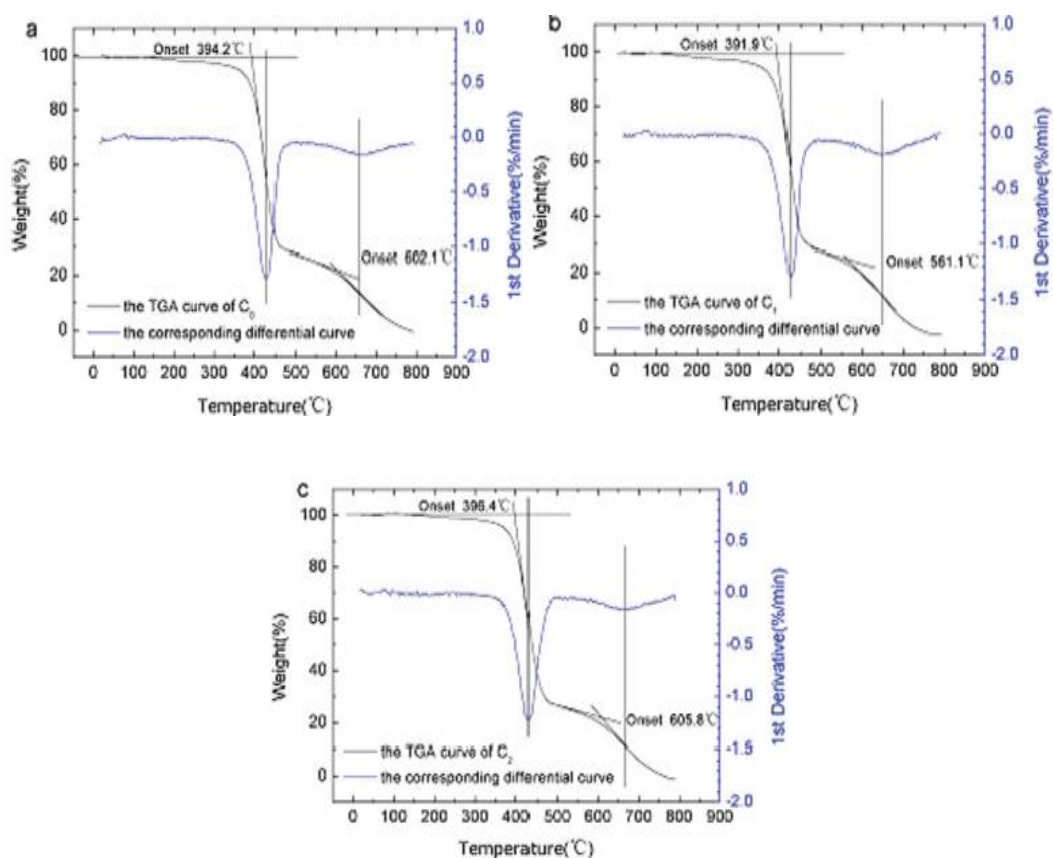 a
Onset 394.2℃
100
80
60
40
20
0
Weight(%)
1.0
0.5
0.0
-0.5
-1.0
-1.5
-2.0
1st Derivative(%/min)
Onset 602.1℃
the TGA curve of C₀
the corresponding differential curve
0 100 200 300 400 500 600 700 800 900
Temperature(℃)
b
Onset 391.9℃
100
80
60
40
20
0
Weight(%)
1.0
0.5
0.0
-0.5
-1.0
-1.5
-2.0
1st Derivative(%/min)
Onset 561.1℃
the TGA curve of C₁
the corresponding differential curve
0 100 200 300 400 500 600 700 800 900
Temperature(℃)
c
Onset 396.4℃
100
80
60
40
20
0
Weight(%)
1.0
0.5
0.0
-0.5
-1.0
-1.5
-2.0
1st Derivative(%/min)
Onset 605.8℃
the TGA curve of C₂
the corresponding differential curve
0 100 200 300 400 500 600 700 800 900
Temperature(℃)